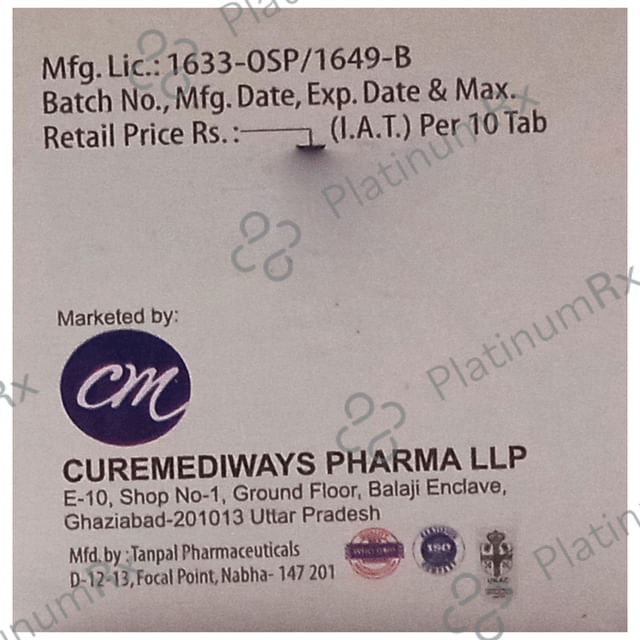 Mfg. Lic.: 1633-OSP/1649-B
Batch No., Mfg. Date, Exp. Date & Max.
Retail Price Rs.: (I.A.T.) Per 10 Tab
Marketed by:
cm
CUREMEDIWAYS PHARMA LLP
E-10, Shop No-1, Ground Floor, Balaji Enclave,
Ghaziabad-201013 Uttar Pradesh
Mfd. by : Tanpal Pharmaceuticals
D-12-13, Focal Point, Nabha- 147 201
ISO
PlatinumRx
PlatinumRx